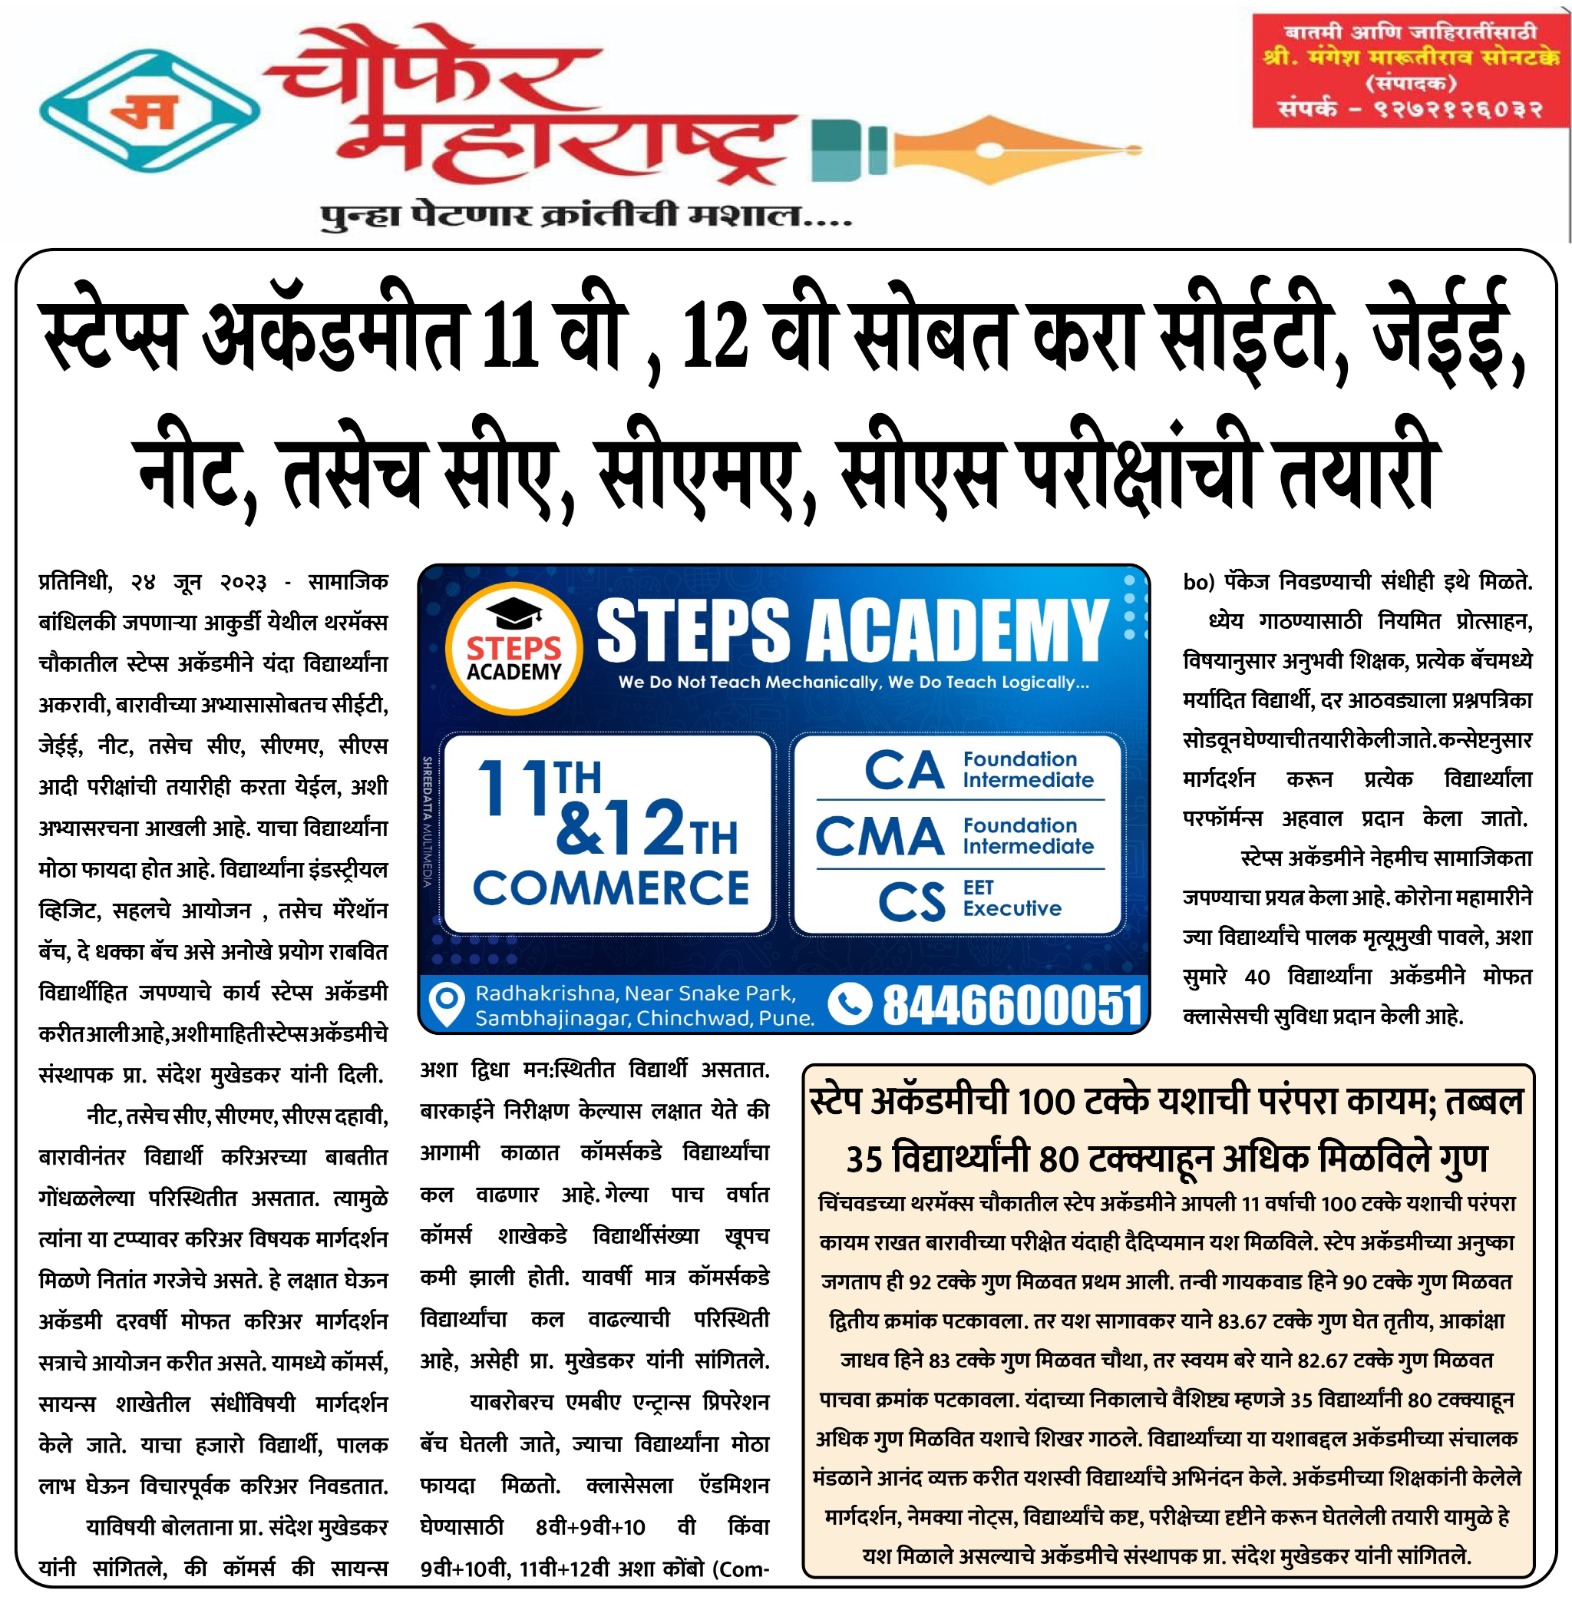 म
चौफेर
महाराष्ट्र
पुन्हा पेटणार क्रांतीची मशाल....
बातमी आणि जाहिरातींसाठी
श्री. मंगेश मारूतीराव सोनटक्के
(संपादक)
संपर्क - ९२७२१२६०३२
स्टेप्स अकॅडमीत 11 वी , 12 वी सोबत करा सीईटी, जेईई,
नीट, तसेच सीए, सीएमए, सीएस परीक्षांची तयारी
प्रतिनिधी, २४ जून २०२३ - सामाजिक
बांधिलकी जपणाऱ्या आकुर्डी येथील थरमॅक्स
चौकातील स्टेप्स अकॅडमीने यंदा विद्यार्थ्यांना
अकरावी, बारावीच्या अभ्यासासोबतच सीईटी,
जेईई, नीट, तसेच सीए, सीएमए, सीएस
आदी परीक्षांची तयारीही करता येईल, अशी
अभ्यासरचना आखली आहे. याचा विद्यार्थ्यांना
मोठा फायदा होत आहे. विद्यार्थ्यांना इंडस्ट्रीयल
व्हिजिट, सहलचे आयोजन , तसेच मॅरेथॉन
बॅच, दे धक्का बॅच असे अनोखे प्रयोग राबवित
विद्यार्थीहित जपण्याचे कार्य स्टेप्स अकॅडमी
करीत आली आहे, अशी माहिती स्टेप्स अकॅडमीचे
संस्थापक प्रा. संदेश मुखेडकर यांनी दिली.
नीट, तसेच सीए, सीएमए, सीएस दहावी,
बारावीनंतर विद्यार्थी करिअरच्या बाबतीत
गोंधळलेल्या परिस्थितीत असतात. त्यामुळे
त्यांना या टप्प्यावर करिअर विषयक मार्गदर्शन
मिळणे नितांत गरजेचे असते. हे लक्षात घेऊन
अकॅडमी दरवर्षी मोफत करिअर मार्गदर्शन
सत्राचे आयोजन करीत असते. यामध्ये कॉमर्स,
सायन्स शाखेतील संधींविषयी मार्गदर्शन
केले जाते. याचा हजारो विद्यार्थी, पालक
लाभ घेऊन विचारपूर्वक करिअर निवडतात.
याविषयी बोलताना प्रा. संदेश मुखेडकर
यांनी सांगितले, की कॉमर्स की सायन्स
STEPS
ACADEMY
STEPS ACADEMY
We Do Not Teach Mechanically, We Do Teach Logically...
SHREEDATTA MULTIMEDIA
11TH
&12TH
COMMERCE
CA Foundation
Intermediate
CMA Foundation
Intermediate
CS EET
Executive
Radhakrishna, Near Snake Park,
Sambhajinagar, Chinchwad, Pune.
8446600051
अशा द्विधा मन:स्थितीत विद्यार्थी असतात.
बारकाईने निरीक्षण केल्यास लक्षात येते की
आगामी काळात कॉमर्सकडे विद्यार्थ्यांचा
कल वाढणार आहे. गेल्या पाच वर्षात
कॉमर्स शाखेकडे विद्यार्थीसंख्या खूपच
कमी झाली होती. यावर्षी मात्र कॉमर्सकडे
विद्यार्थ्यांचा कल वाढल्याची परिस्थिती
आहे, असेही प्रा. मुखेडकर यांनी सांगितले.
याबरोबरच एमबीए एन्ट्रान्स प्रिपरेशन
बॅच घेतली जाते, ज्याचा विद्यार्थ्यांना मोठा
फायदा मिळतो. क्लासेसला ऍडमिशन
घेण्यासाठी 8वी+9वी+10 वी किंवा
9वी+10वी, 11वी+12वी अशा कोंबो (Com-
bo) पॅकेज निवडण्याची संधीही इथे मिळते.
ध्येय गाठण्यासाठी नियमित प्रोत्साहन,
विषयानुसार अनुभवी शिक्षक, प्रत्येक बॅचमध्ये
मर्यादित विद्यार्थी, दर आठवड्याला प्रश्नपत्रिका
सोडवून घेण्याची तयारी केली जाते. कन्सेप्टनुसार
मार्गदर्शन करून प्रत्येक विद्यार्थ्यांला
परफॉर्मन्स अहवाल प्रदान केला जातो.
स्टेप्स अकॅडमीने नेहमीच सामाजिकता
जपण्याचा प्रयत्न केला आहे. कोरोना महामारीने
ज्या विद्यार्थ्यांचे पालक मृत्यूमुखी पावले, अशा
सुमारे 40 विद्यार्थ्यांना अकॅडमीने मोफत
क्लासेसची सुविधा प्रदान केली आहे.
स्टेप अकॅडमीची 100 टक्के यशाची परंपरा कायम; तब्बल
35 विद्यार्थ्यांनी 80 टक्क्याहून अधिक मिळविले गुण
चिंचवडच्या थरमॅक्स चौकातील स्टेप अकॅडमीने आपली 11 वर्षाची 100 टक्के यशाची परंपरा
कायम राखत बारावीच्या परीक्षेत यंदाही दैदिप्यमान यश मिळविले. स्टेप अकॅडमीच्या अनुष्का
जगताप ही 92 टक्के गुण मिळवत प्रथम आली. तन्वी गायकवाड हिने 90 टक्के गुण मिळवत
द्वितीय क्रमांक पटकावला. तर यश सागावकर याने 83.67 टक्के गुण घेत तृतीय, आकांक्षा
जाधव हिने 83 टक्के गुण मिळवत चौथा, तर स्वयम बरे याने 82.67 टक्के गुण मिळवत
पाचवा क्रमांक पटकावला. यंदाच्या निकालाचे वैशिष्ट्य म्हणजे 35 विद्यार्थ्यांनी 80 टक्क्याहून
अधिक गुण मिळवित यशाचे शिखर गाठले. विद्यार्थ्यांच्या या यशाबद्दल अकॅडमीच्या संचालक
मंडळाने आनंद व्यक्त करीत यशस्वी विद्यार्थ्यांचे अभिनंदन केले. अकॅडमीच्या शिक्षकांनी केलेले
मार्गदर्शन, नेमक्या नोट्स, विद्यार्थ्यांचे कष्ट, परीक्षेच्या दृष्टीने करून घेतलेली तयारी यामुळे हे
यश मिळाले असल्याचे अकॅडमीचे संस्थापक प्रा. संदेश मुखेडकर यांनी सांगितले.